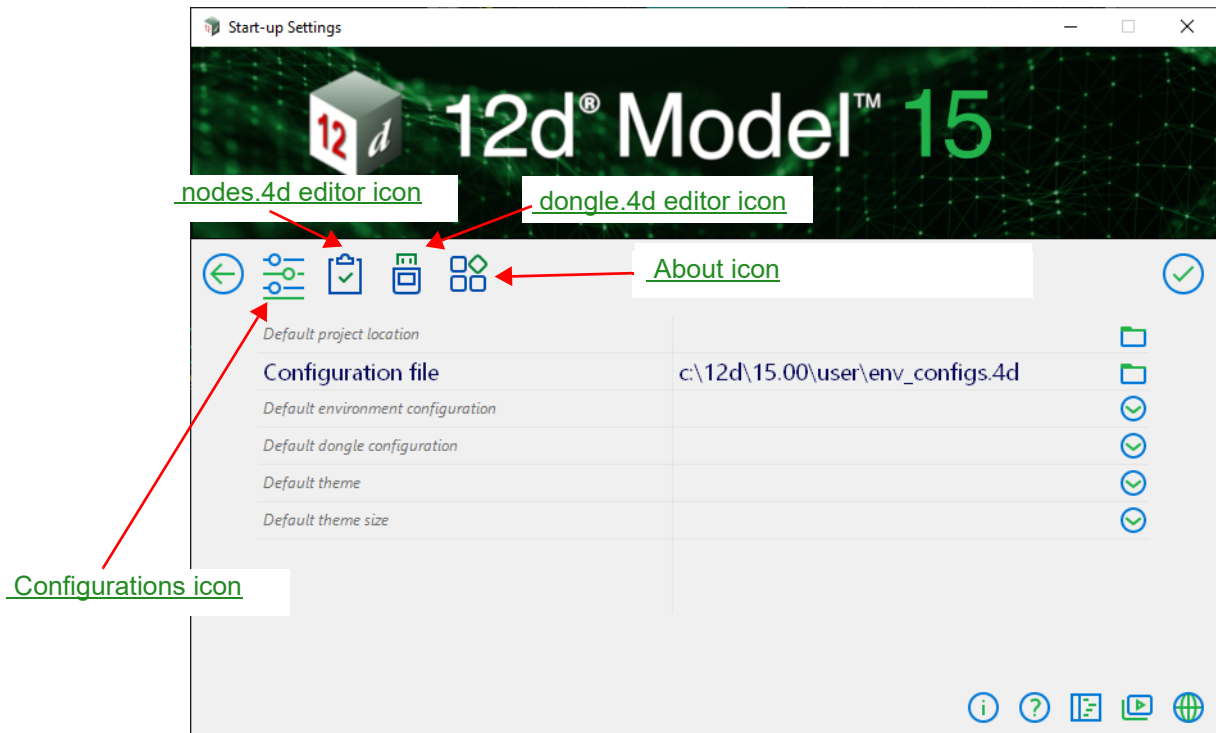 Start-up Settings
12 d 12d® Model™ 15
nodes.4d editor icon
dongle.4d editor icon
About icon
Default project location
Configuration file c:\12d\15.00\user\env_configs.4d
Default environment configuration
Default dongle configuration
Default theme
Default theme size
Configurations icon